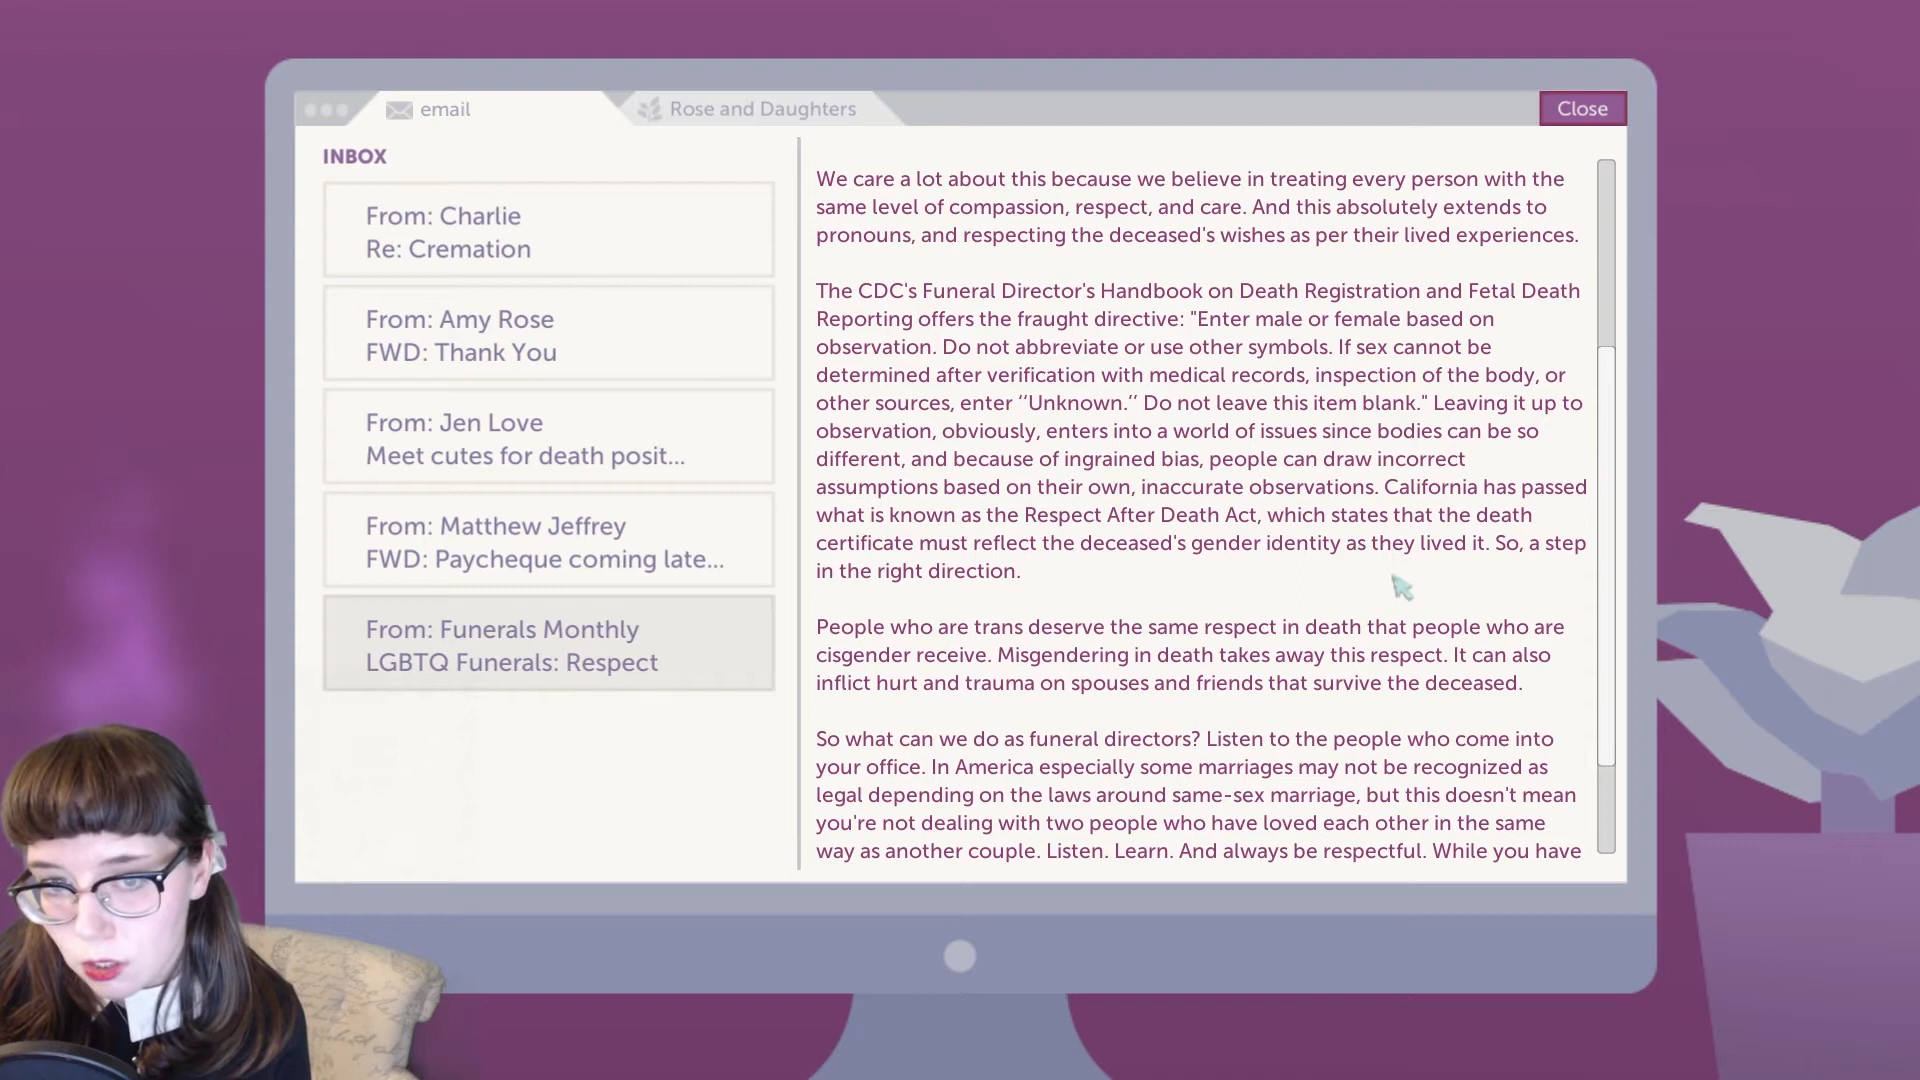 email
Rose and Daughters
Close
INBOX
From: Charlie
Re: Cremation
From: Amy Rose
FWD: Thank You
From: Jen Love
Meet cutes for death posit...
From: Matthew Jeffrey
FWD: Paycheque coming late...
From: Funerals Monthly
LGBTQ Funerals: Respect
We care a lot about this because we believe in treating every person with the
same level of compassion, respect, and care. And this absolutely extends to
pronouns, and respecting the deceased's wishes as per their lived experiences.
The CDC's Funeral Director's Handbook on Death Registration and Fetal Death
Reporting offers the fraught directive: "Enter male or female based on
observation. Do not abbreviate or use other symbols. If sex cannot be
determined after verification with medical records, inspection of the body, or
other sources, enter ‘‘Unknown.’’ Do not leave this item blank." Leaving it up to
observation, obviously, enters into a world of issues since bodies can be so
different, and because of ingrained bias, people can draw incorrect
assumptions based on their own, inaccurate observations. California has passed
what is known as the Respect After Death Act, which states that the death
certificate must reflect the deceased's gender identity as they lived it. So, a step
in the right direction.
People who are trans deserve the same respect in death that people who are
cisgender receive. Misgendering in death takes away this respect. It can also
inflict hurt and trauma on spouses and friends that survive the deceased.
So what can we do as funeral directors? Listen to the people who come into
your office. In America especially some marriages may not be recognized as
legal depending on the laws around same-sex marriage, but this doesn't mean
you're not dealing with two people who have loved each other in the same
way as another couple. Listen. Learn. And always be respectful. While you have